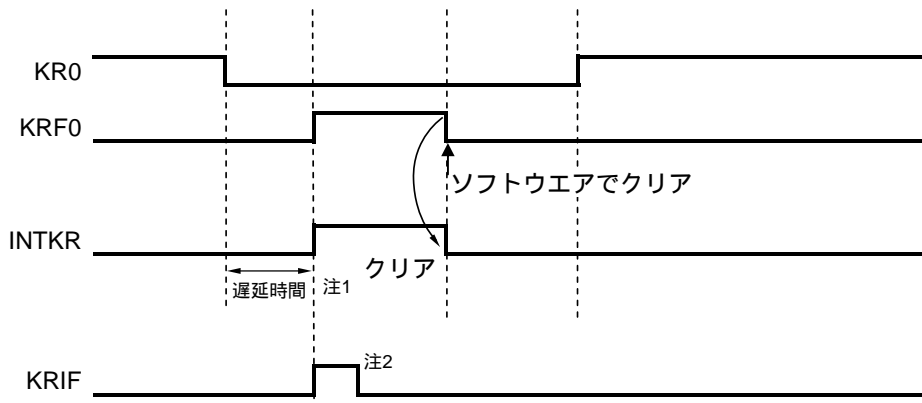 KR0
KRF0
ソフトウエアでクリア
INTKR
クリア
遅延時間
注1
注2
KRIF